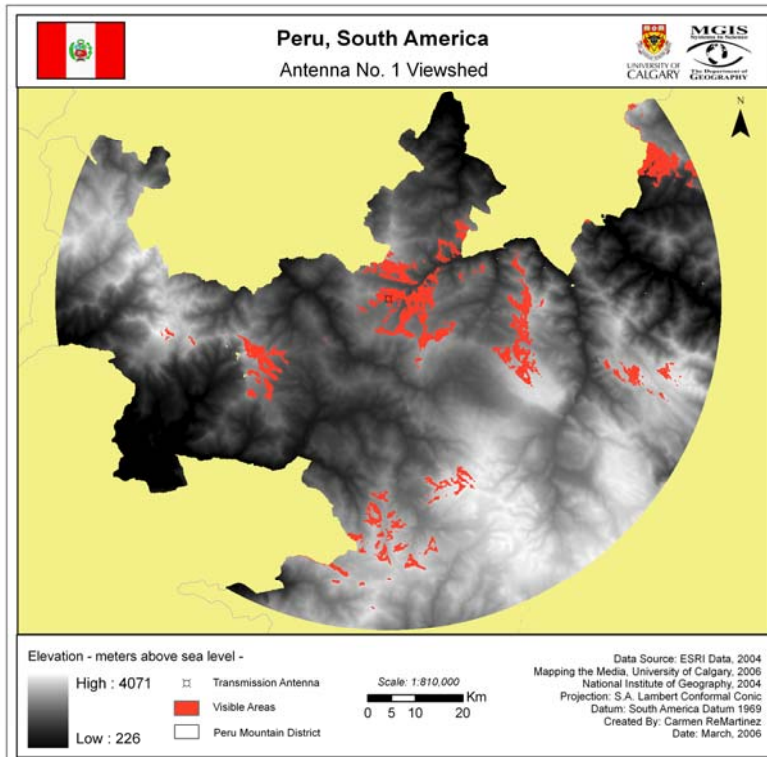 Peru, South America
Antenna No. 1 Viewshed
UNIVERSITY OF
CALGARY
MGIS
Systems in Science
The Department of
GEOGRAPHY
N
Elevation - meters above sea level -
High : 4071
Low : 226
Transmission Antenna
Visible Areas
Peru Mountain District
Scale: 1:810,000
Km
0 5 10 20
Data Source: ESRI Data, 2004
Mapping the Media, University of Calgary, 2006
National Institute of Geography, 2004
Projection: S.A. Lambert Conformal Conic
Datum: South America Datum 1969
Created By: Carmen ReMartinez
Date: March, 2006